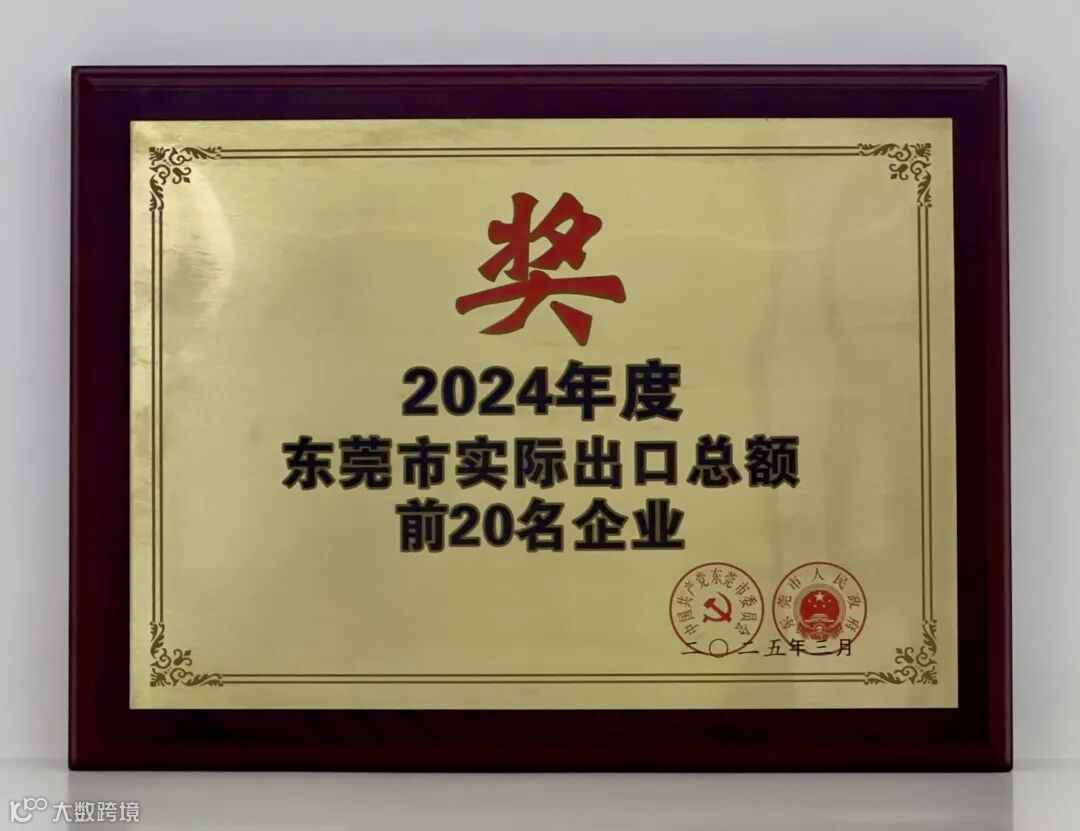 奖
2024年度
东莞市实际出口总额
前20名企业
中国共产党东莞市委员会
东莞市人民政府
二〇二五年三月
大数跨境